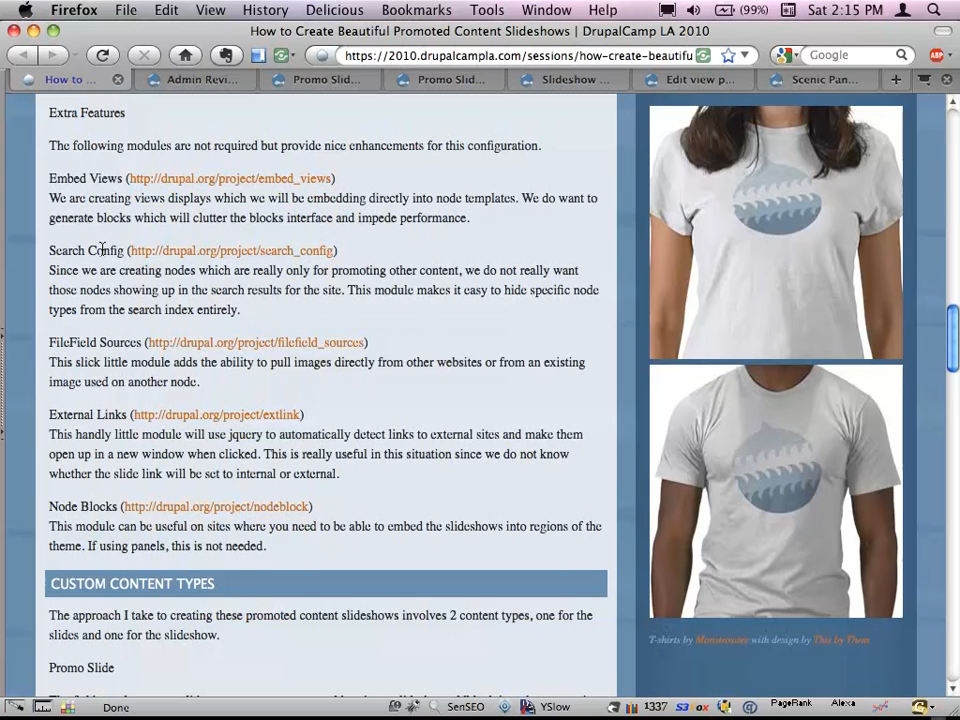 Firefox File Edit View History Delicious Bookmarks Tools Window Help (99%) Sat 2:15 PM
How to Create Beautiful Promoted Content Slideshows | DrupalCamp LA 2010
https://2010.drupalcampla.com/sessions/how-create-beautifu Google
How to ... Admin Revi... Promo Slid... Promo Slid... Slideshow ... Edit view p... Scenic Pan...
Extra Features
The following modules are not required but provide nice enhancements for this configuration.
Embed Views (http://drupal.org/project/embed_views)
We are creating views displays which we will be embedding directly into node templates. We do want to
generate blocks which will clutter the blocks interface and impede performance.
Search Config (http://drupal.org/project/search_config)
Since we are creating nodes which are really only for promoting other content, we do not really want
those nodes showing up in the search results for the site. This module makes it easy to hide specific node
types from the search index entirely.
FileField Sources (http://drupal.org/project/filefield_sources)
This slick little module adds the ability to pull images directly from other websites or from an existing
image used on another node.
External Links (http://drupal.org/project/extlink)
This handly little module will use jquery to automatically detect links to external sites and make them
open up in a new window when clicked. This is really useful in this situation since we do not know
whether the slide link will be set to internal or external.
Node Blocks (http://drupal.org/project/nodeblock)
This module can be useful on sites where you need to be able to embed the slideshows into regions of the
theme. If using panels, this is not needed.
CUSTOM CONTENT TYPES
The approach I take to creating these promoted content slideshows involves 2 content types, one for the
slides and one for the slideshow.
Promo Slide
T-shirts by with design by This by Them
Done SenSEO YSlow 1337 S3Fox PageRank Alexa